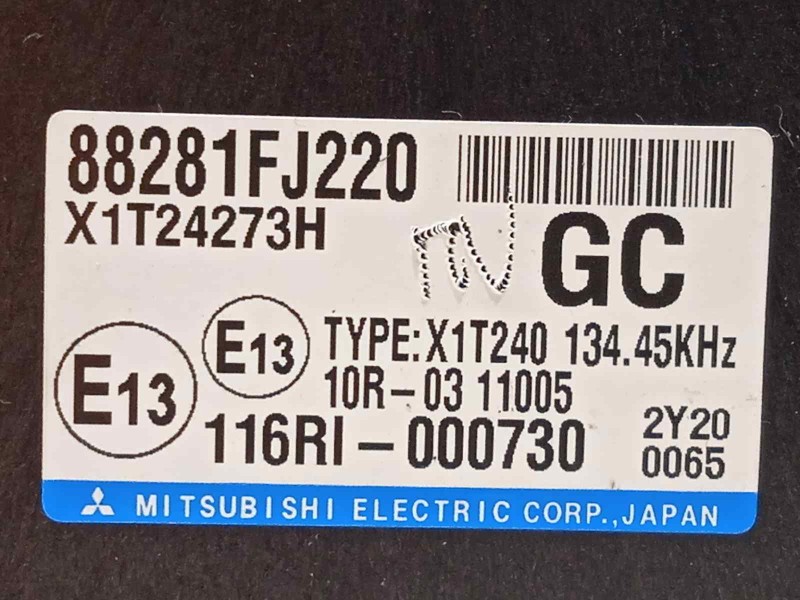 88281FJ220
X1T24273H
GC
E13
E13
TYPE:X1T240 134.45KHz
10R-03 11005
116RI-000730
2Y20
0065
MITSUBISHI ELECTRIC CORP.,JAPAN